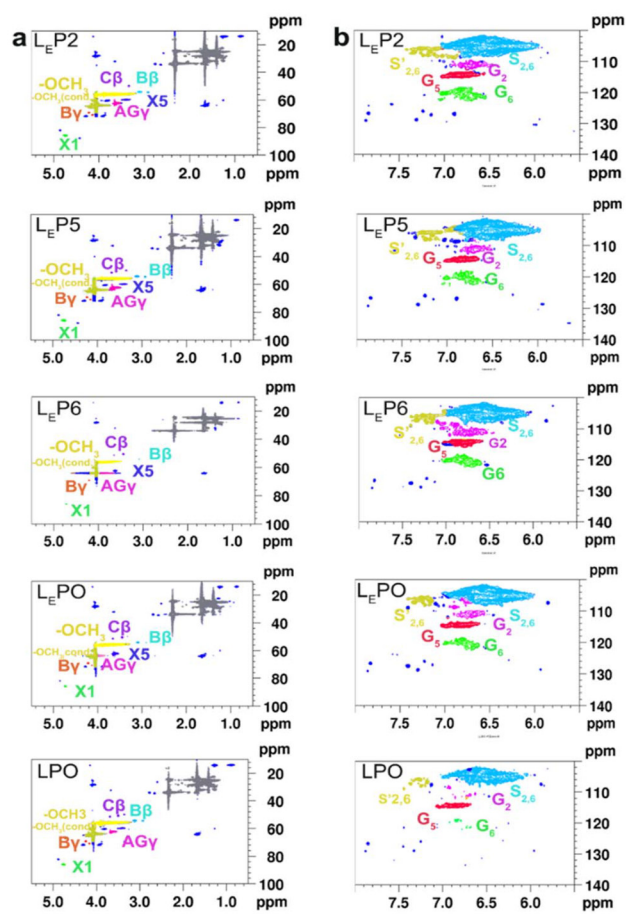 a
b
ppm
L_EP2
Cβ
Bβ
-OCH3
-OCH3(cond.
X5
Bγ
AGγ
X1
20
40
60
80
100
5.0 4.0 3.0 2.0 1.0
ppm
ppm
L_EP2
S'2,6
S2,6
G2
G5
G6
110
120
130
140
7.5 7.0 6.5 6.0
ppm
ppm
L_EP5
-OCH3
Cβ
Bβ
-OCH3(cond.
X5
Bγ
AGγ
X1
20
40
60
80
100
5.0 4.0 3.0 2.0 1.0
ppm
ppm
L_EP5
S'2,6
S2,6
G5
G2
G6
110
120
130
140
7.5 7.0 6.5 6.0
ppm
ppm
L_EP6
Cβ
-OCH3
Bβ
-OCH3(cond.
X5
Bγ
AGγ
X1
20
40
60
80
100
5.0 4.0 3.0 2.0 1.0
ppm
ppm
L_EP6
S'2,6
S2,6
G5
G2
G6
110
120
130
140
7.5 7.0 6.5 6.0
ppm
ppm
L_EPO
Cβ
-OCH3
Bβ
-OCH3 cond.
X5
Bγ
AGγ
X1
20
40
60
80
100
5.0 4.0 3.0 2.0 1.0
ppm
ppm
L_EPO
S'2,6
S2,6
G5
G2
G6
110
120
130
140
7.5 7.0 6.5 6.0
ppm
ppm
LPO
Cβ
-OCH3
Bβ
-OCH3(cond.
Bγ
AGγ
X1
20
40
60
80
100
5.0 4.0 3.0 2.0 1.0
ppm
ppm
LPO
S'2,6
S2,6
G2
G5
G6
110
120
130
140
7.5 7.0 6.5 6.0
ppm